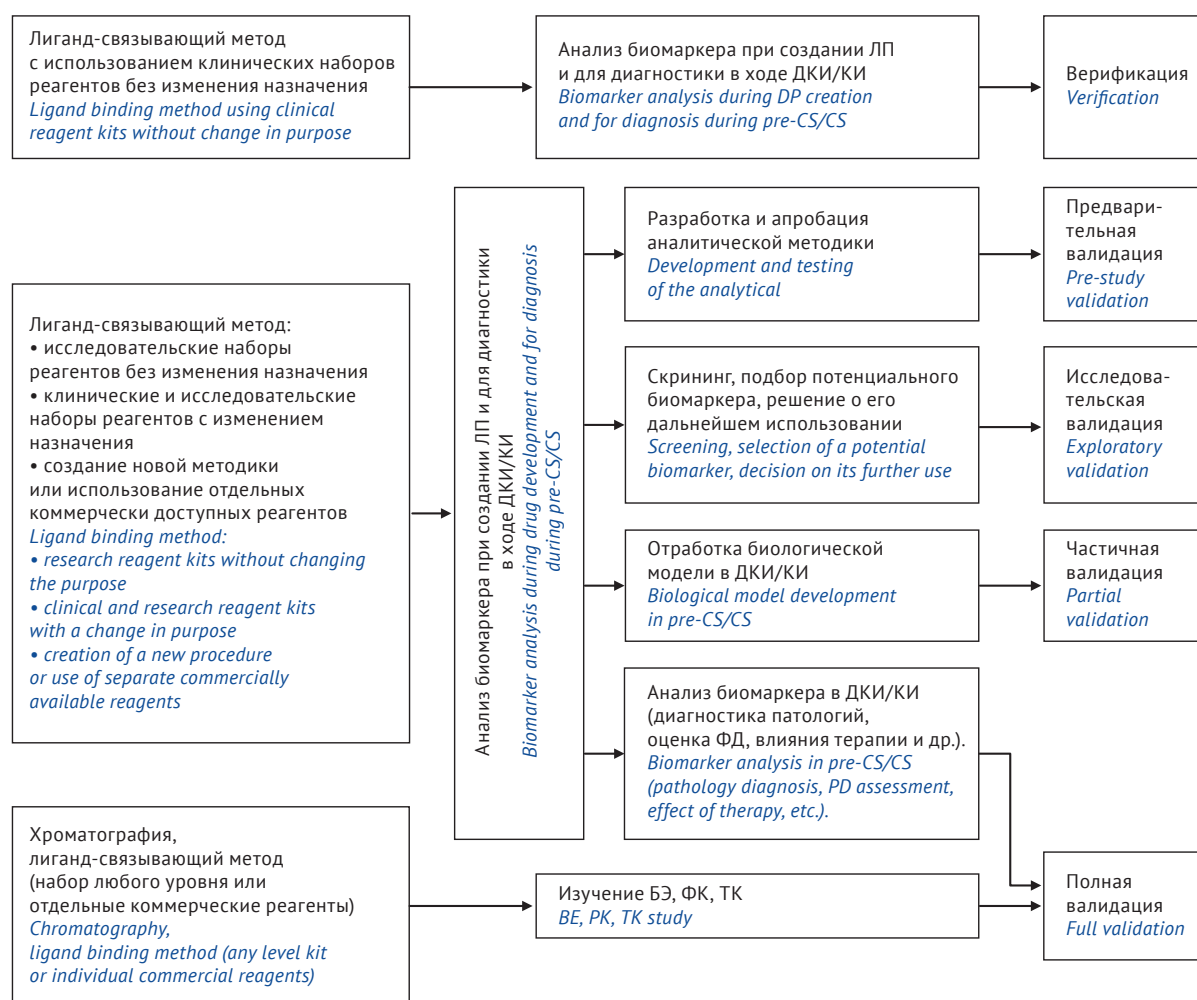 Лиганд-связывающий метод
с использованием клинических наборов
реагентов без изменения назначения
Ligand binding method using clinical
reagent kits without change in purpose
Анализ биомаркера при создании ЛП
и для диагностики в ходе ДКИ/КИ
Biomarker analysis during DP creation
and for diagnosis during pre-CS/CS
Верификация
Verification
Лиганд-связывающий метод:
• исследовательские наборы
реагентов без изменения назначения
• клинические и исследовательские
наборы реагентов с изменением
назначения
• создание новой методики
или использование отдельных
коммерчески доступных реагентов
Ligand binding method:
• research reagent kits without changing
the purpose
• clinical and research reagent kits
with a change in purpose
• creation of a new procedure
or use of separate commercially
available reagents
Анализ биомаркера при создании ЛП и для диагностики
в ходе ДКИ/КИ
Biomarker analysis during drug development and for diagnosis
during pre-CS/CS
Разработка и апробация
аналитической методики
Development and testing
of the analytical
Предвари-
тельная
валидация
Pre-study
validation
Скрининг, подбор потенциального
биомаркера, решение о его
дальнейшем использовании
Screening, selection of a potential
biomarker, decision on its further use
Исследова-
тельская
валидация
Exploratory
validation
Отработка биологической
модели в ДКИ/КИ
Biological model development
in pre-CS/CS
Частичная
валидация
Partial
validation
Анализ биомаркера в ДКИ/КИ
(диагностика патологий,
оценка ФД, влияния терапии и др.).
Biomarker analysis in pre-CS/CS
(pathology diagnosis, PD assessment,
effect of therapy, etc.).
Хроматография,
лиганд-связывающий метод
(набор любого уровня или
отдельные коммерческие реагенты)
Chromatography,
ligand binding method (any level kit
or individual commercial reagents)
Изучение БЭ, ФК, ТК
BE, PK, TK study
Полная
валидация
Full validation